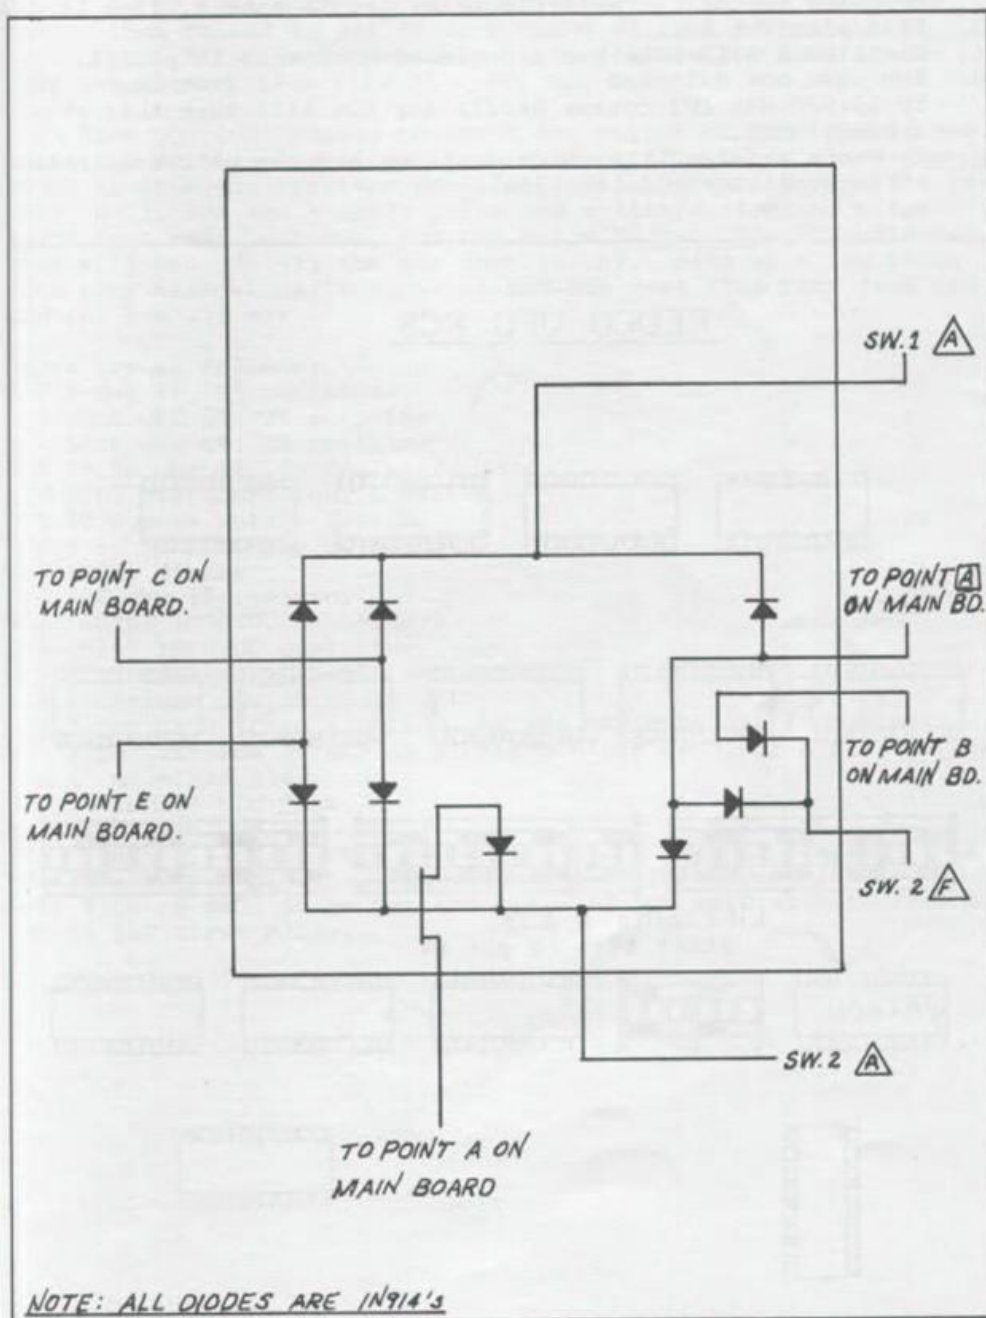 SW.1 A
TO POINT C ON
MAIN BOARD.
TO POINT A
ON MAIN BD.
TO POINT E ON
MAIN BOARD.
TO POINT B
ON MAIN BD.
SW. 2 F
SW. 2 A
TO POINT A ON
MAIN BOARD
NOTE: ALL DIODES ARE 1N914's